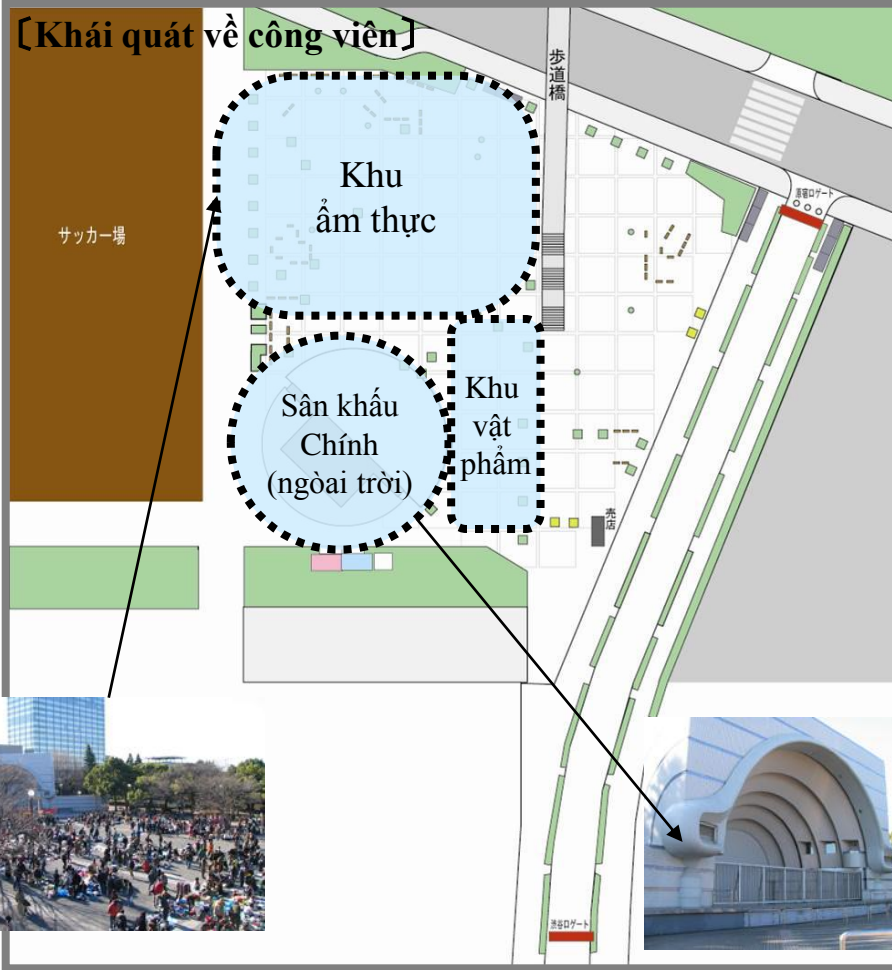 〔Khái quát về công viên〕
歩道橋
原宿口ゲート
Khu
ẩm thực
サッカー場
Sân khấu
Chính
(ngòai trời)
Khu
vật
phẩm
売店
渋谷口ゲート